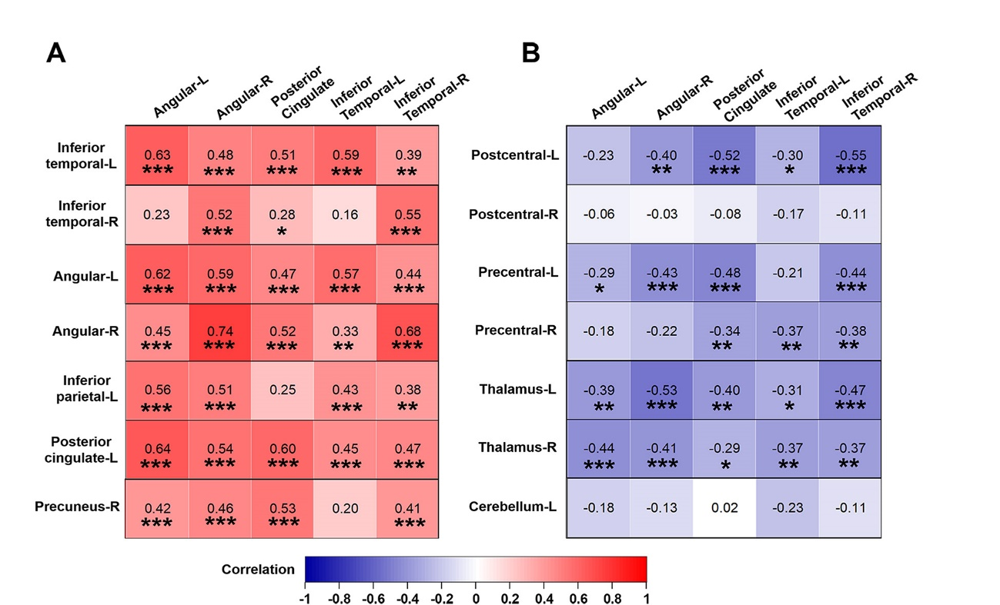 A
B
Angular-L
Angular-R
Posterior
Cingulate
Inferior
Temporal-L
Inferior
Temporal-R
Angular-L
Angular-R
Posterior
Cingulate
Inferior
Temporal-L
Inferior
Temporal-R
Inferior
temporal-L
0.63 0.48 0.51 0.59 0.39
*** *** *** *** **
Inferior
temporal-R
0.23 0.52 0.28 0.16 0.55
*** * ***
Angular-L
0.62 0.59 0.47 0.57 0.44
*** *** *** *** ***
Angular-R
0.45 0.74 0.52 0.33 0.68
*** *** *** ** ***
Inferior
parietal-L
0.56 0.51 0.25 0.43 0.38
*** *** *** **
Posterior
cingulate-L
0.64 0.54 0.60 0.45 0.47
*** *** *** *** ***
Precuneus-R
0.42 0.46 0.53 0.20 0.41
*** *** *** ***
Postcentral-L
-0.23 -0.40 -0.52 -0.30 -0.55
** *** * ***
Postcentral-R
-0.06 -0.03 -0.08 -0.17 -0.11
Precentral-L
-0.29 -0.43 -0.48 -0.21 -0.44
* *** *** ***
Precentral-R
-0.18 -0.22 -0.34 -0.37 -0.38
** ** **
Thalamus-L
-0.39 -0.53 -0.40 -0.31 -0.47
** *** ** * ***
Thalamus-R
-0.44 -0.41 -0.29 -0.37 -0.37
*** *** * ** **
Cerebellum-L
-0.18 -0.13 0.02 -0.23 -0.11
Correlation
-1 -0.8 -0.6 -0.4 -0.2 0 0.2 0.4 0.6 0.8 1